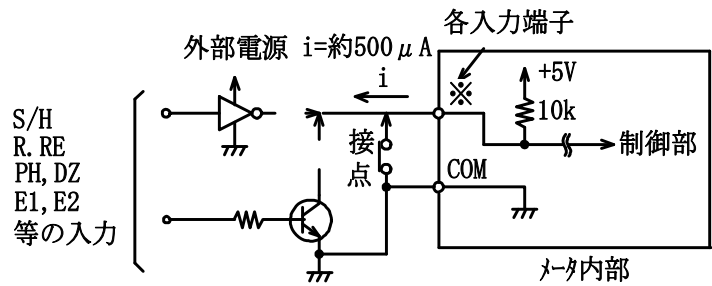 各入力端子
外部電源 i=約500μA
i
※
+5V
10k
制御部
S/H
R.RE
PH,DZ
E1,E2
等の入力
接点
COM
ﾒｰﾀ内部